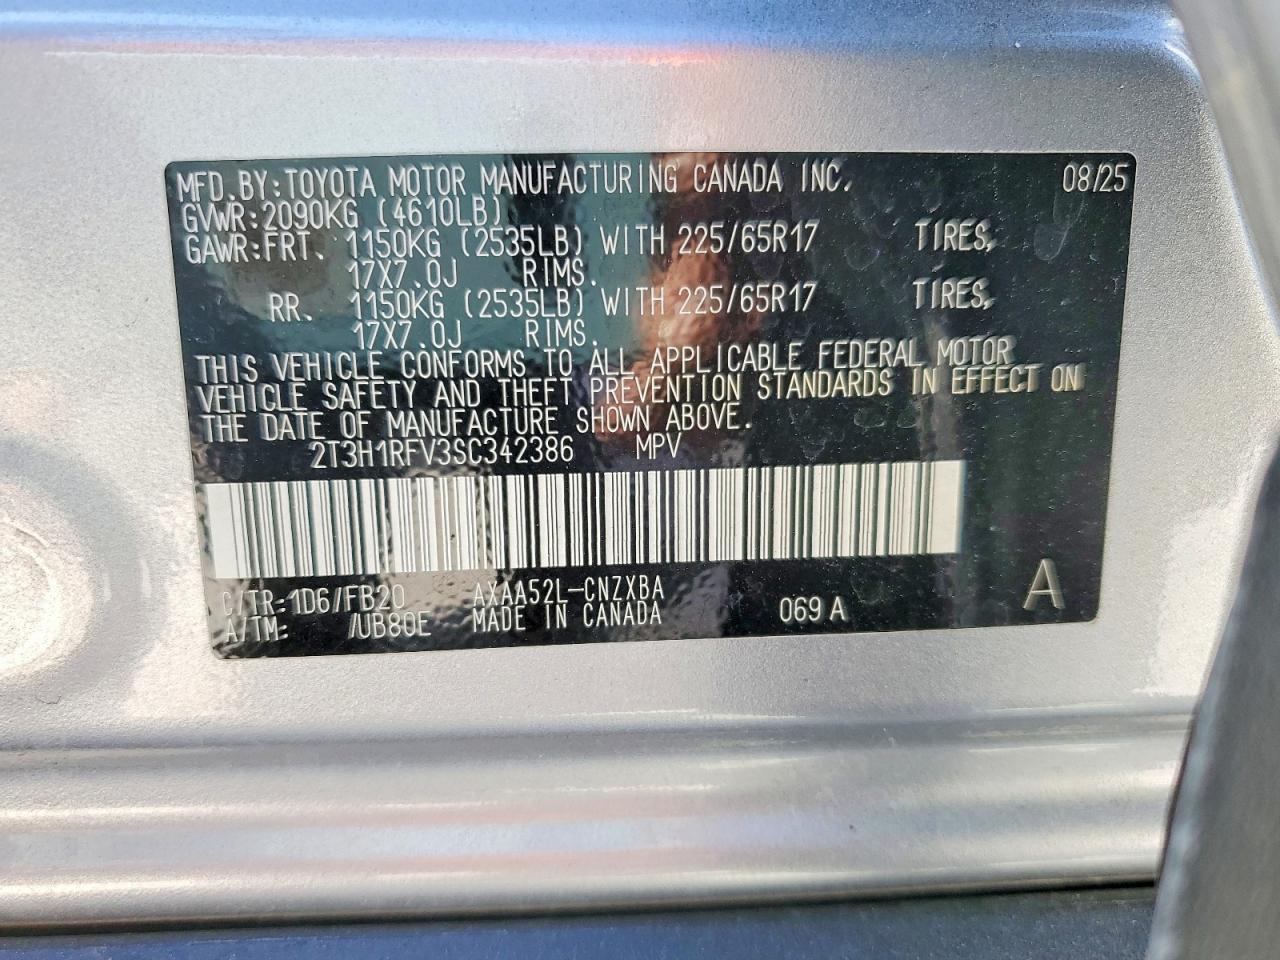 MFD.BY:TOYOTA MOTOR MANUFACTURING CANADA INC. 08/25
GVWR:2090KG (4610LB)
GAWR:FRT. 1150KG (2535LB) WITH 225/65R17 TIRES,
17X7.0J RIMS.
RR. 1150KG (2535LB) WITH 225/65R17 TIRES,
17X7.0J RIMS.
THIS VEHICLE CONFORMS TO ALL APPLICABLE FEDERAL MOTOR
VEHICLE SAFETY AND THEFT PREVENTION STANDARDS IN EFFECT ON
THE DATE OF MANUFACTURE SHOWN ABOVE.
2T3H1RFV3SC342386 MPV
C/TR:1D6/FB20 AXAA52L-CNZXBA
A/TM: /UB80E MADE IN CANADA 069 A A